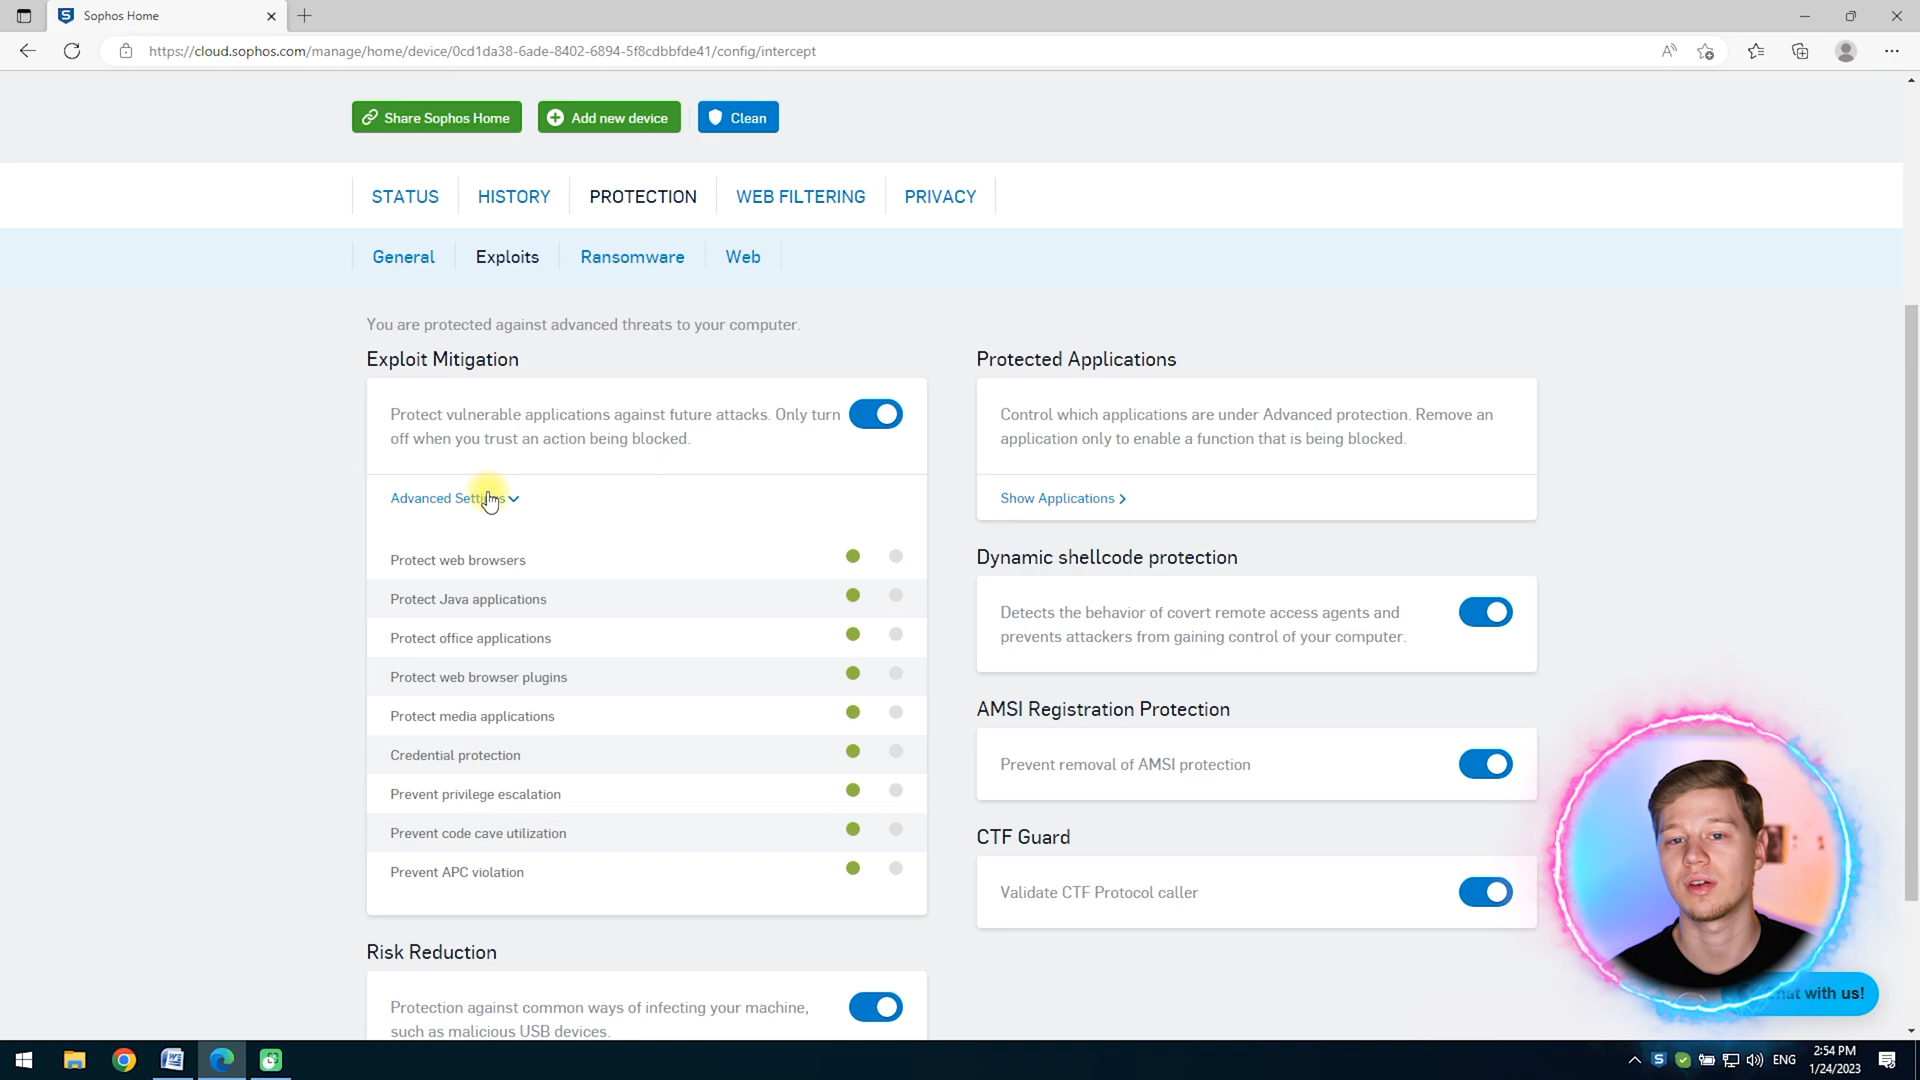 Sophos Home
https://cloud.sophos.com/manage/home/device/0cd1da38-6ade-8402-6894-5f8cdbbfde41/config/intercept
Share Sophos Home
Add new device
Clean
STATUS
HISTORY
PROTECTION
WEB FILTERING
PRIVACY
General
Exploits
Ransomware
Web
You are protected against advanced threats to your computer.
Exploit Mitigation
Protect vulnerable applications against future attacks. Only turn
off when you trust an action being blocked.
Advanced Settings
Protect web browsers
Protect Java applications
Protect office applications
Protect web browser plugins
Protect media applications
Credential protection
Prevent privilege escalation
Prevent code cave utilization
Prevent APC violation
Risk Reduction
Protection against common ways of infecting your machine,
such as malicious USB devices.
Protected Applications
Control which applications are under Advanced protection. Remove an
application only to enable a function that is being blocked.
Show Applications
Dynamic shellcode protection
Detects the behavior of covert remote access agents and
prevents attackers from gaining control of your computer.
AMSI Registration Protection
Prevent removal of AMSI protection
CTF Guard
Validate CTF Protocol caller
with us!
ENG
2:54 PM
1/24/2023